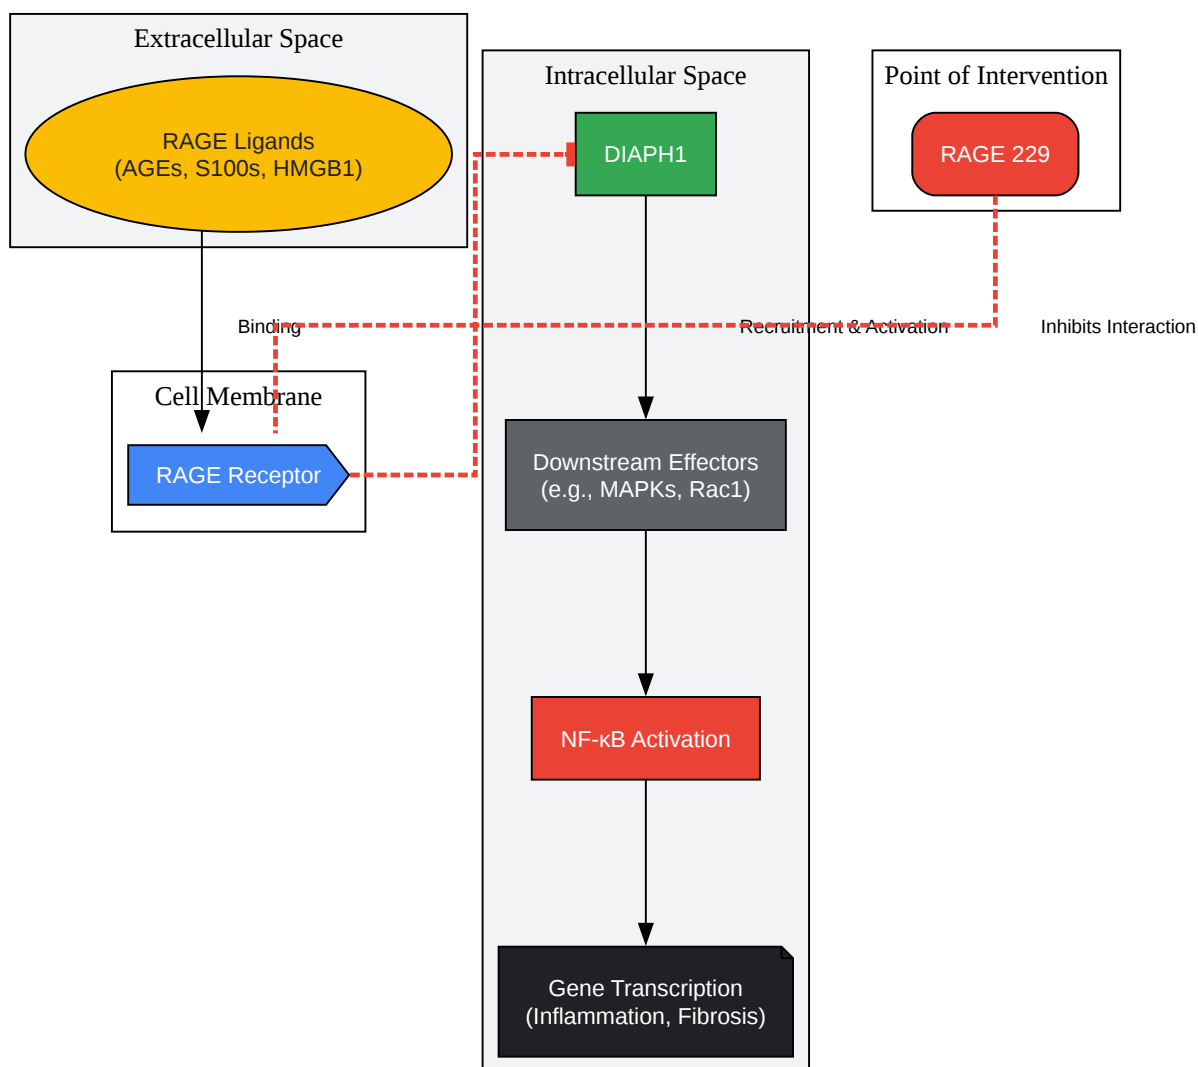 Extracellular Space
RAGE Ligands
(AGEs, S100s, HMGB1)
Intracellular Space
DIAPH1
Point of Intervention
RAGE 229
Binding
Recruitment & Activation
Inhibits Interaction
Cell Membrane
RAGE Receptor
Downstream Effectors
(e.g., MAPKs, Rac1)
NF-κB Activation
Gene Transcription
(Inflammation, Fibrosis)